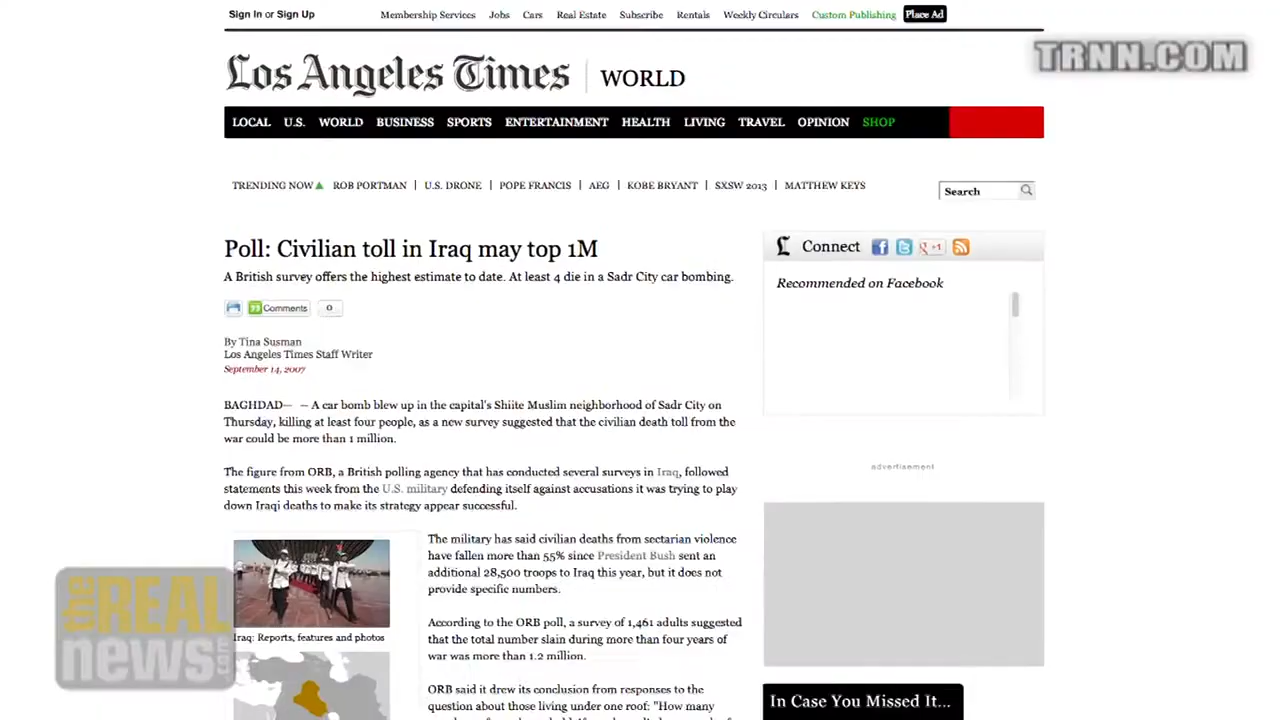 Sign In or Sign Up
Membership Services Jobs Cars Real Estate Subscribe Rentals Weekly Circulars Custom Publishing Place Ad
TRNN.COM
Los Angeles Times WORLD
LOCAL U.S. WORLD BUSINESS SPORTS ENTERTAINMENT HEALTH LIVING TRAVEL OPINION SHOP
TRENDING NOW ROB PORTMAN | U.S. DRONE | POPE FRANCIS | AEG | KOBE BRYANT | SXSW 2013 | MATTHEW KEYS
Search
Poll: Civilian toll in Iraq may top 1M
A British survey offers the highest estimate to date. At least 4 die in a Sadr City car bombing.
Comments 0
By Tina Susman
Los Angeles Times Staff Writer
September 14, 2007
BAGHDAD— — A car bomb blew up in the capital's Shiite Muslim neighborhood of Sadr City on
Thursday, killing at least four people, as a new survey suggested that the civilian death toll from the
war could be more than 1 million.
The figure from ORB, a British polling agency that has conducted several surveys in Iraq, followed
statements this week from the U.S. military defending itself against accusations it was trying to play
down Iraqi deaths to make its strategy appear successful.
The military has said civilian deaths from sectarian violence
have fallen more than 55% since President Bush sent an
additional 28,500 troops to Iraq this year, but it does not
provide specific numbers.
According to the ORB poll, a survey of 1,461 adults suggested
that the total number slain during more than four years of
war was more than 1.2 million.
ORB said it drew its conclusion from responses to the
question about those living under one roof: "How many
Iraq: Reports, features and photos
Connect f t g +1
Recommended on Facebook
advertisement
In Case You Missed It...
the REAL
news.com